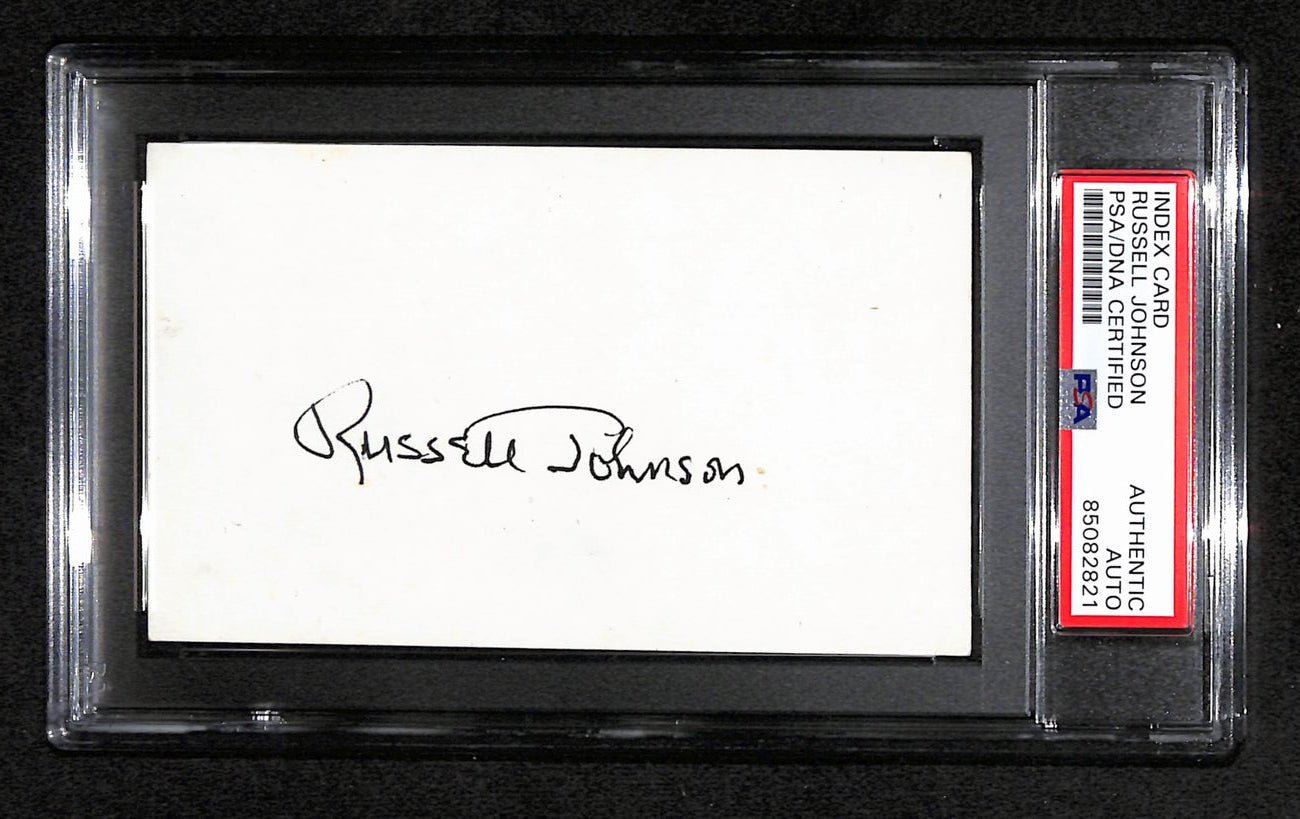 Russell Johnson
INDEX CARD
RUSSELL JOHNSON
PSA/DNA CERTIFIED
PSA
AUTHENTIC
AUTO
85082821